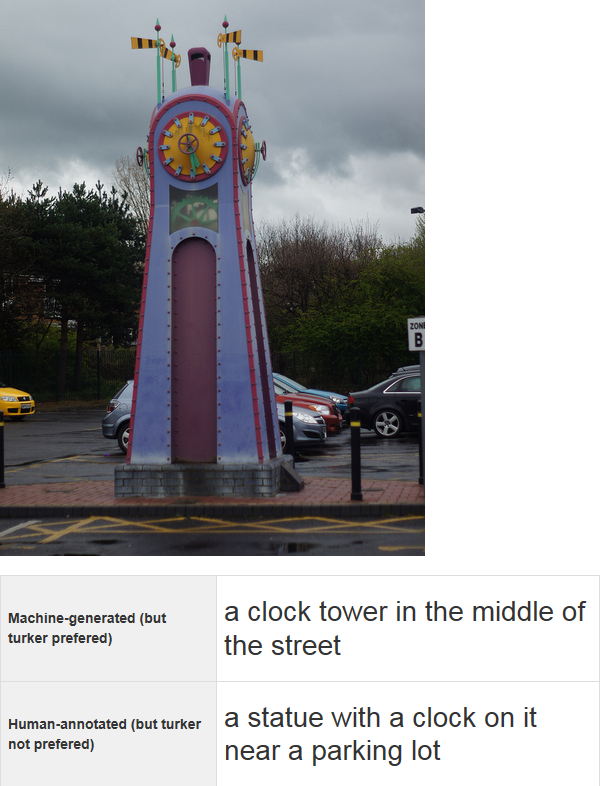 ZONE
B
Machine-generated (but
turker prefered)
a clock tower in the middle of
the street
Human-annotated (but turker
not prefered)
a statue with a clock on it
near a parking lot